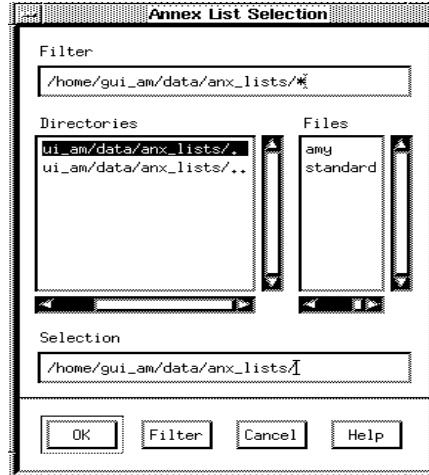 Annex List Selection
Filter
/home/gui_am/data/anx_lists/*
Directories
ui_am/data/anx_lists/.
ui_am/data/anx_lists/..
Files
amy
standard
Selection
/home/gui_am/data/anx_lists/
OK Filter Cancel Help